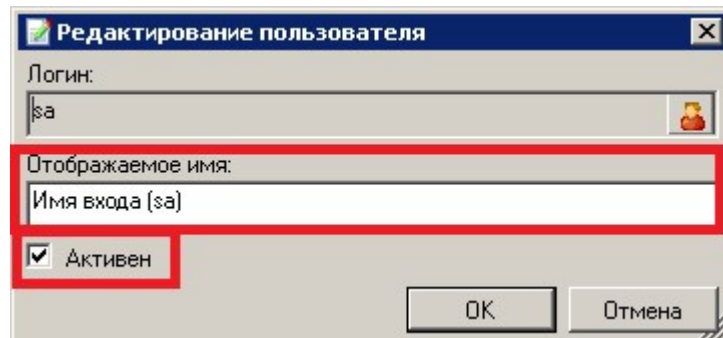 Редактирование пользователя
Логин:
sa
Отображаемое имя:
Имя входа (sa)
Активен
OK Отмена